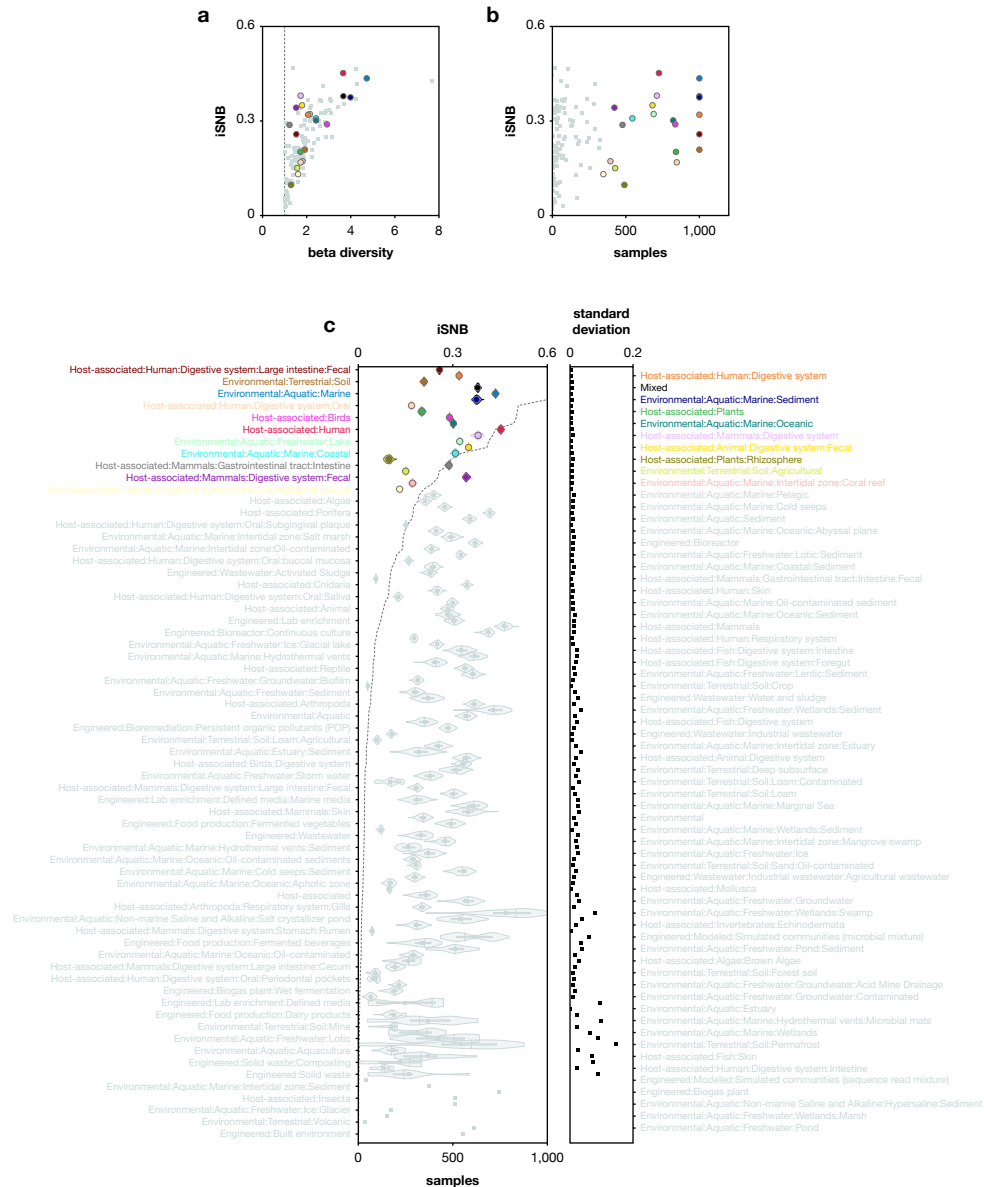 a
b
0.6
0.6
iSNB
0.3
iSNB
0.3
0
0
0
2
4
6
8
0
500
1,000
beta diversity
samples
c
iSNB
standard
deviation
0
0.3
0.6
0
0.2
Host-associated:Human:Digestive system:Large intestine:Fecal
Host-associated:Human:Digestive system
Environmental:Terrestrial:Soil
Mixed
Environmental:Aquatic:Marine
Environmental:Aquatic:Marine:Sediment
Host-associated:Human:Digestive system:Oral
Host-associated:Plants
Host-associated:Birds
Environmental:Aquatic:Marine:Oceanic
Host-associated:Human
Host-associated:Mammals:Digestive system
Environmental:Aquatic:Freshwater:Lake
Host-associated:Animal:Digestive system:Fecal
Environmental:Aquatic:Marine:Coastal
Host-associated:Plants:Rhizosphere
Host-associated:Mammals:Gastrointestinal tract:Intestine
Environmental:Terrestrial:Soil:Agricultural
Host-associated:Mammals:Digestive system:Fecal
Environmental:Aquatic:Marine:Intertidal zone:Coral reef
Environmental:Aquatic:Marine:Pelagic
Host-associated:Algae
Environmental:Aquatic:Marine:Cold seeps
Host-associated:Porifera
Environmental:Aquatic:Sediment
Host-associated:Human:Digestive system:Oral:Subgingival plaque
Environmental:Aquatic:Marine:Oceanic:Abyssal plane
Environmental:Aquatic:Marine:Intertidal zone:Salt marsh
Engineered:Bioreactor
Environmental:Aquatic:Marine:Intertidal zone:Oil-contaminated
Environmental:Aquatic:Freshwater:Lotic:Sediment
Host-associated:Human:Digestive system:Oral:buccal mucosa
Environmental:Aquatic:Marine:Coastal:Sediment
Engineered:Wastewater:Activated Sludge
Host-associated:Mammals:Gastrointestinal tract:Intestine:Fecal
Host-associated:Cnidaria
Host-associated:Human:Skin
Host-associated:Human:Digestive system:Oral:Saliva
Environmental:Aquatic:Marine:Oil-contaminated sediment
Host-associated:Animal
Environmental:Aquatic:Marine:Oceanic:Sediment
Engineered:Lab enrichment
Host-associated:Mammals
Engineered:Bioreactor:Continuous culture
Host-associated:Human:Respiratory system
Environmental:Aquatic:Freshwater:Ice:Glacial lake
Host-associated:Fish:Digestive system:Intestine
Environmental:Aquatic:Marine:Hydrothermal vents
Host-associated:Fish:Digestive system:Foregut
Host-associated:Reptile
Environmental:Aquatic:Freshwater:Lentic:Sediment
Environmental:Aquatic:Freshwater:Groundwater:Biofilm
Environmental:Terrestrial:Soil:Crop
Environmental:Aquatic:Freshwater:Sediment
Engineered:Wastewater:Water and sludge
Host-associated:Arthropoda
Environmental:Aquatic:Freshwater:Wetlands:Sediment
Environmental:Aquatic
Host-associated:Fish:Digestive system
Engineered:Bioremediation:Persistent organic pollutants (POP)
Engineered:Wastewater:Industrial wastewater
Environmental:Terrestrial:Soil:Loam:Agricultural
Environmental:Aquatic:Marine:Intertidal zone:Estuary
Environmental:Aquatic:Estuary:Sediment
Host-associated:Animal:Digestive system
Host-associated:Birds:Digestive system
Environmental:Terrestrial:Deep subsurface
Environmental:Aquatic:Freshwater:Storm water
Environmental:Terrestrial:Soil:Loam:Contaminated
Host-associated:Mammals:Digestive system:Large intestine:Fecal
Environmental:Terrestrial:Soil:Loam
Engineered:Lab enrichment:Defined media:Marine media
Environmental:Aquatic:Marine:Marginal Sea
Host-associated:Mammals:Skin
Environmental
Engineered:Food production:Fermented vegetables
Environmental:Aquatic:Marine:Wetlands:Sediment
Engineered:Wastewater
Environmental:Aquatic:Marine:Intertidal zone:Mangrove swamp
Environmental:Aquatic:Marine:Hydrothermal vents:Sediment
Environmental:Aquatic:Freshwater:Ice
Environmental:Aquatic:Marine:Oceanic:Oil-contaminated sediments
Environmental:Terrestrial:Soil:Sand:Oil-contaminated
Environmental:Aquatic:Marine:Cold seeps:Sediment
Engineered:Wastewater:Industrial wastewater:Agricultural wastewater
Environmental:Aquatic:Marine:Oceanic:Aphotic zone
Host-associated:Mollusca
Host-associated
Environmental:Aquatic:Freshwater:Groundwater
Host-associated:Arthropoda:Respiratory system:Gills
Environmental:Aquatic:Freshwater:Wetlands:Swamp
Environmental:Aquatic:Non-marine Saline and Alkaline:Salt crystallizer pond
Host-associated:Invertebrates:Echinodermata
Host-associated:Mammals:Digestive system:Stomach:Rumen
Engineered:Modeled:Simulated communities (microbial mixture)
Engineered:Food production:Fermented beverages
Environmental:Aquatic:Freshwater:Pond:Sediment
Environmental:Aquatic:Marine:Oceanic:Oil-contaminated
Host-associated:Algae:Brown Algae
Host-associated:Mammals:Digestive system:Large intestine:Cecum
Environmental:Terrestrial:Soil:Forest soil
Host-associated:Human:Digestive system:Oral:Periodontal pockets
Environmental:Aquatic:Freshwater:Groundwater:Acid Mine Drainage
Engineered:Biogas plant:Wet fermentation
Environmental:Aquatic:Freshwater:Groundwater:Contaminated
Engineered:Lab enrichment:Defined media
Environmental:Aquatic:Estuary
Engineered:Food production:Dairy products
Environmental:Aquatic:Marine:Hydrothermal vents:Microbial mats
Environmental:Terrestrial:Soil:Mine
Environmental:Aquatic:Marine:Wetlands
Environmental:Aquatic:Freshwater:Lotic
Environmental:Terrestrial:Soil:Permafrost
Environmental:Aquatic:Aquaculture
Host-associated:Fish:Skin
Engineered:Solid waste:Composting
Host-associated:Human:Digestive system:Intestine
Engineered:Solid waste
Engineered:Modeled:Simulated communities (sequence read mixture)
Environmental:Aquatic:Marine:Intertidal zone:Sediment
Engineered:Biogas plant
Host-associated:Insecta
Environmental:Aquatic:Non-marine Saline and Alkaline:Hypersaline:Sediment
Environmental:Aquatic:Freshwater:Ice:Glacier
Environmental:Aquatic:Freshwater:Wetlands:Marsh
Environmental:Terrestrial:Volcanic
Environmental:Aquatic:Freshwater:Pond
Engineered:Built environment
0
500
1,000
samples